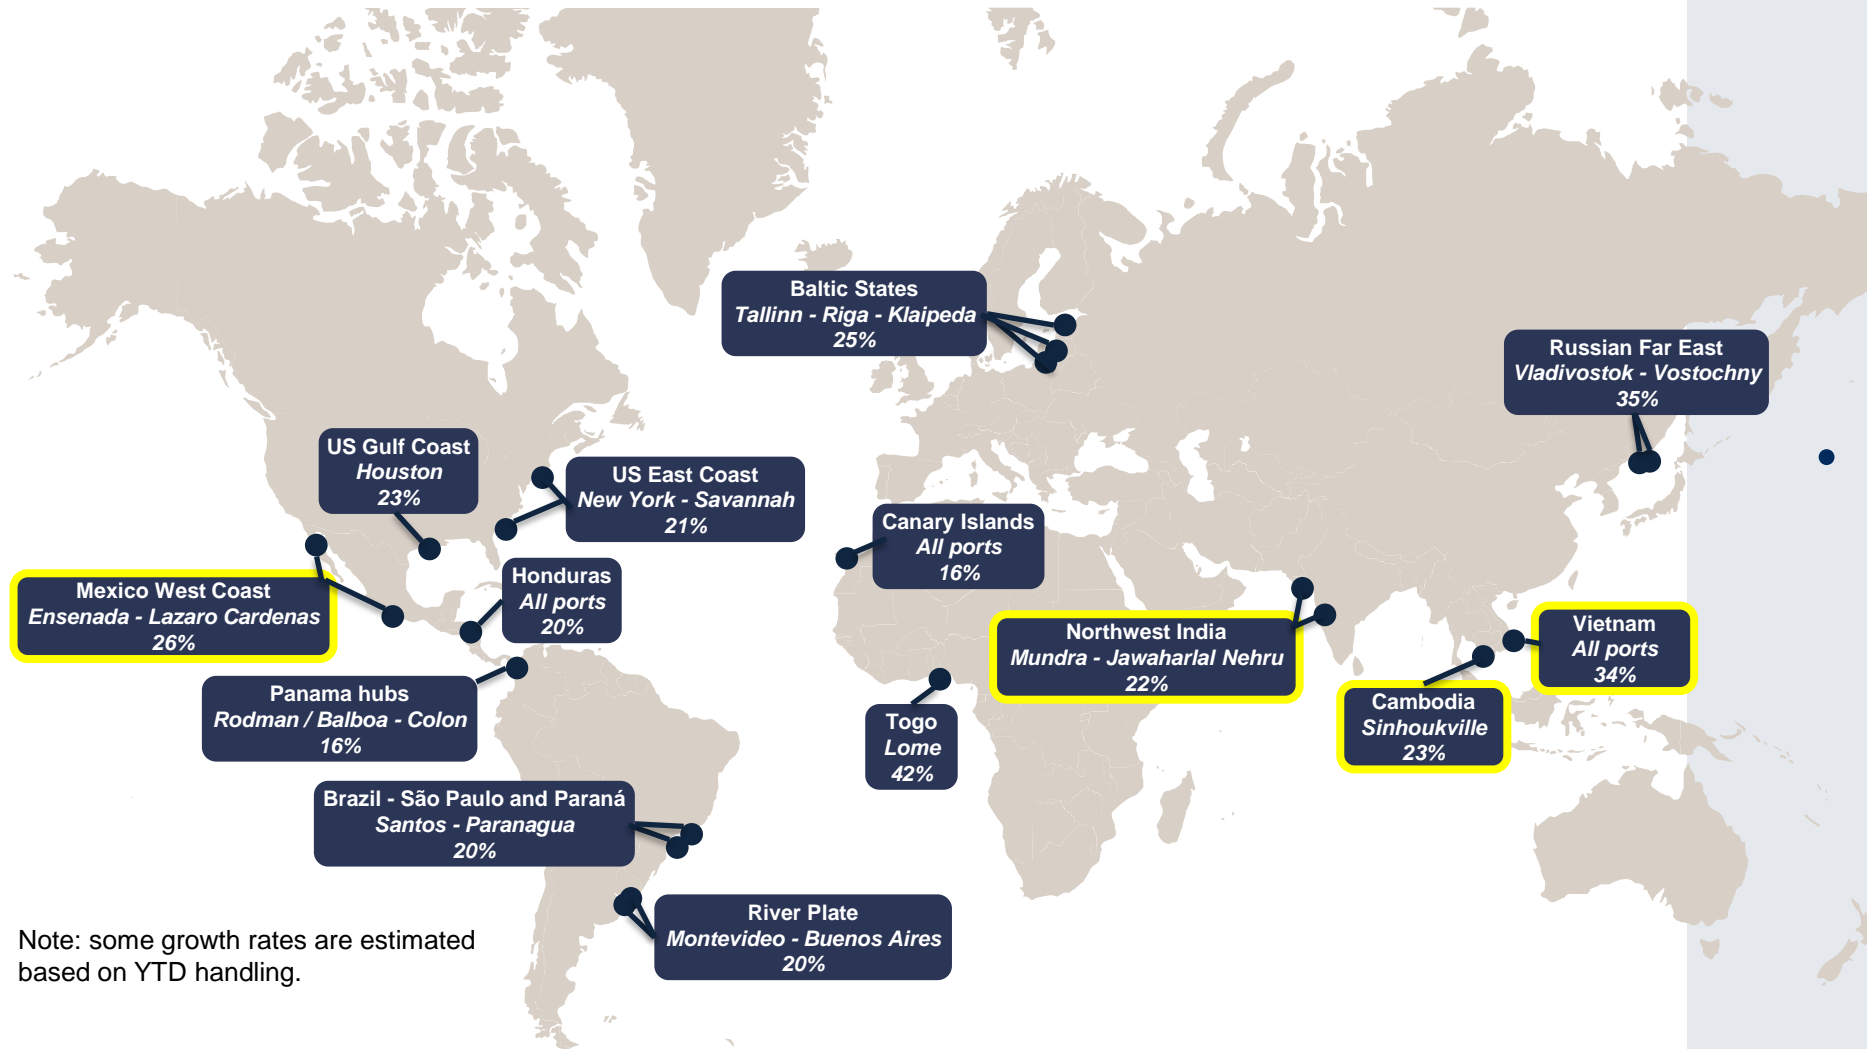 Baltic States
Tallinn - Riga - Klaipeda
25%
Russian Far East
Vladivostok - Vostochny
35%
US Gulf Coast
Houston
23%
US East Coast
New York - Savannah
21%
Canary Islands
All ports
16%
Honduras
All ports
20%
Mexico West Coast
Ensenada - Lazaro Cardenas
26%
Northwest India
Mundra - Jawaharlal Nehru
22%
Vietnam
All ports
34%
Panama hubs
Rodman / Balboa - Colon
16%
Togo
Lome
42%
Cambodia
Sinhoukville
23%
Brazil - São Paulo and Paraná
Santos - Paranagua
20%
River Plate
Montevideo - Buenos Aires
20%
Note: some growth rates are estimated
based on YTD handling.